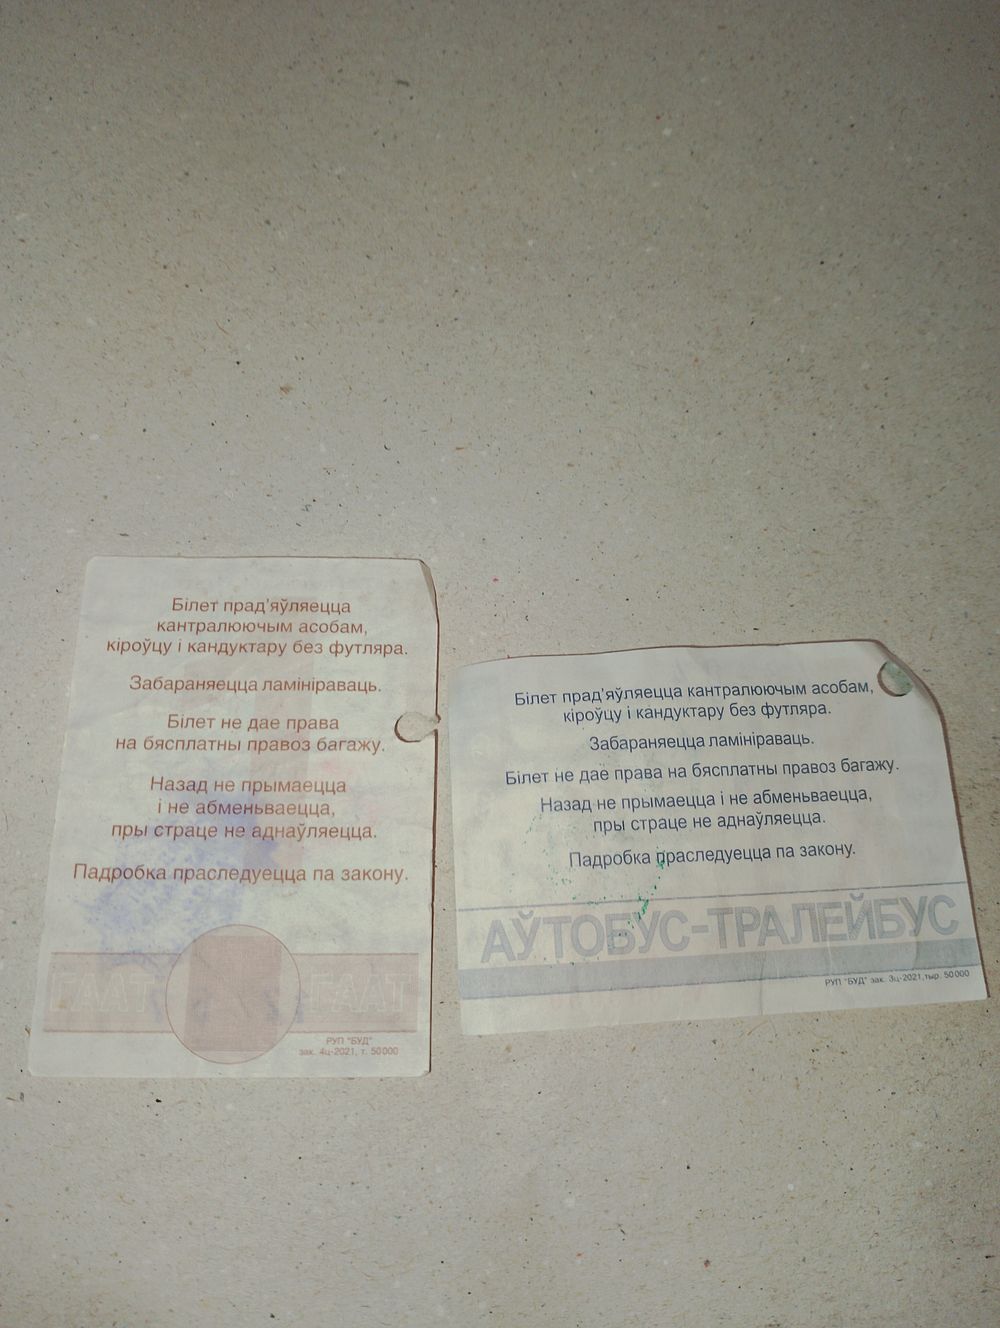 Білет прад'яўляецца
кантралюючым асобам,
кіроўцу і кандуктару без футляра.
Забараняецца ламініраваць.
Білет не дае права
на бясплатны правоз багажу.
Назад не прымаецца
і не абменьваецца,
пры страце не аднаўляецца.
Падробка праследуецца па закону.
ГААТ ГААТ
РУП "БУД"
зак. 4ц-2021, т. 50 000
Білет прад'яўляецца кантралюючым асобам,
кіроўцу і кандуктару без футляра.
Забараняецца ламініраваць.
Білет не дае права на бясплатны правоз багажу.
Назад не прымаецца і не абменьваецца,
пры страце не аднаўляецца.
Падробка праследуецца па закону.
АЎТОБУС-ТРАЛЕЙБУС
РУП "БУД" зак. 3ц-2021, тыр. 50 000